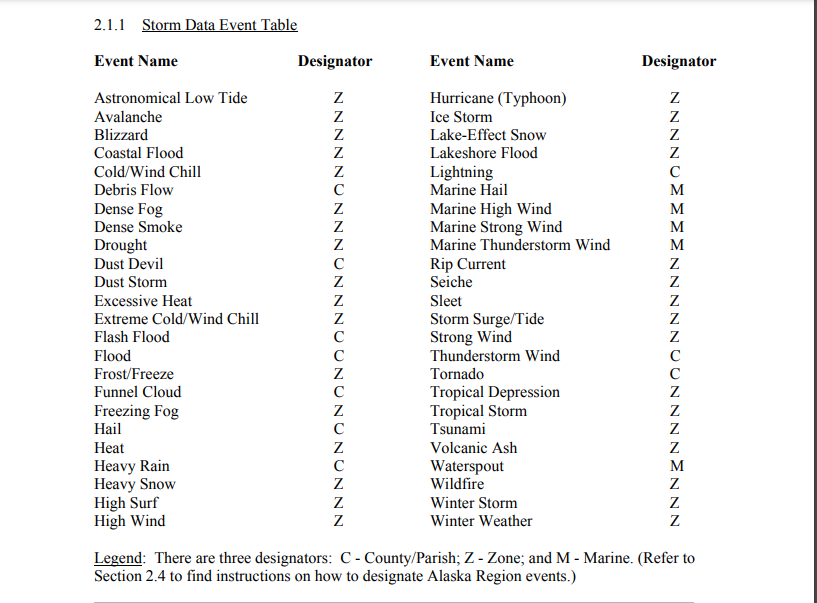 2.1.1 Storm Data Event Table
Event Name Designator Event Name Designator
Astronomical Low Tide Z Hurricane (Typhoon) Z
Avalanche Z Ice Storm Z
Blizzard Z Lake-Effect Snow Z
Coastal Flood Z Lakeshore Flood Z
Cold/Wind Chill Z Lightning C
Debris Flow C Marine Hail M
Dense Fog Z Marine High Wind M
Dense Smoke Z Marine Strong Wind M
Drought Z Marine Thunderstorm Wind M
Dust Devil C Rip Current Z
Dust Storm Z Seiche Z
Excessive Heat Z Sleet Z
Extreme Cold/Wind Chill Z Storm Surge/Tide Z
Flash Flood C Strong Wind Z
Flood C Thunderstorm Wind C
Frost/Freeze Z Tornado C
Funnel Cloud C Tropical Depression Z
Freezing Fog Z Tropical Storm Z
Hail C Tsunami Z
Heat Z Volcanic Ash Z
Heavy Rain C Waterspout M
Heavy Snow Z Wildfire Z
High Surf Z Winter Storm Z
High Wind Z Winter Weather Z
Legend: There are three designators: C - County/Parish; Z - Zone; and M - Marine. (Refer to
Section 2.4 to find instructions on how to designate Alaska Region events.)